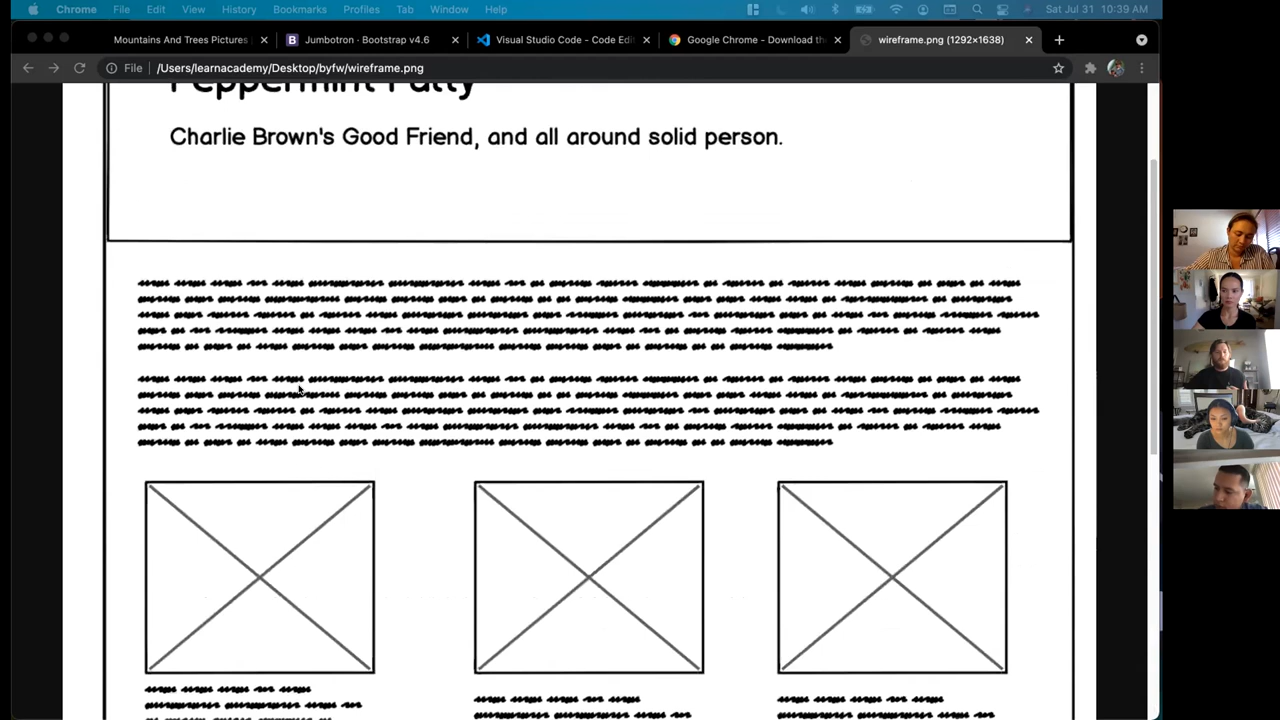 Chrome File Edit View History Bookmarks Profiles Tab Window Help Sat Jul 31 10:39 AM
Mountains And Trees Pictures Jumbotron · Bootstrap v4.6 Visual Studio Code - Code Edi Google Chrome - Download th wireframe.png (1292×1638)
File /Users/learnacademy/Desktop/byfw/wireframe.png
Peppermint Patty
Charlie Brown's Good Friend, and all around solid person.